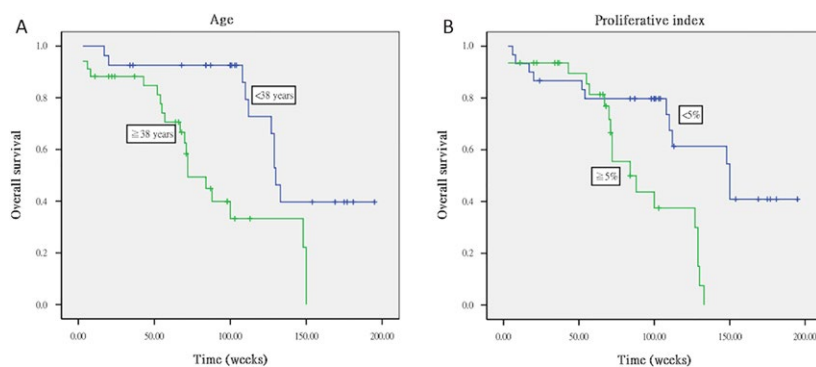 A
Age
Overall survival
1.0
0.8
0.6
0.4
0.2
0.0
<38 years
≧38 years
0.00
50.00
100.00
150.00
200.00
Time (weeks)
B
Proliferative index
Overall survival
1.0
0.8
0.6
0.4
0.2
0.0
<5%
≧5%
0.00
50.00
100.00
150.00
200.00
Time (weeks)